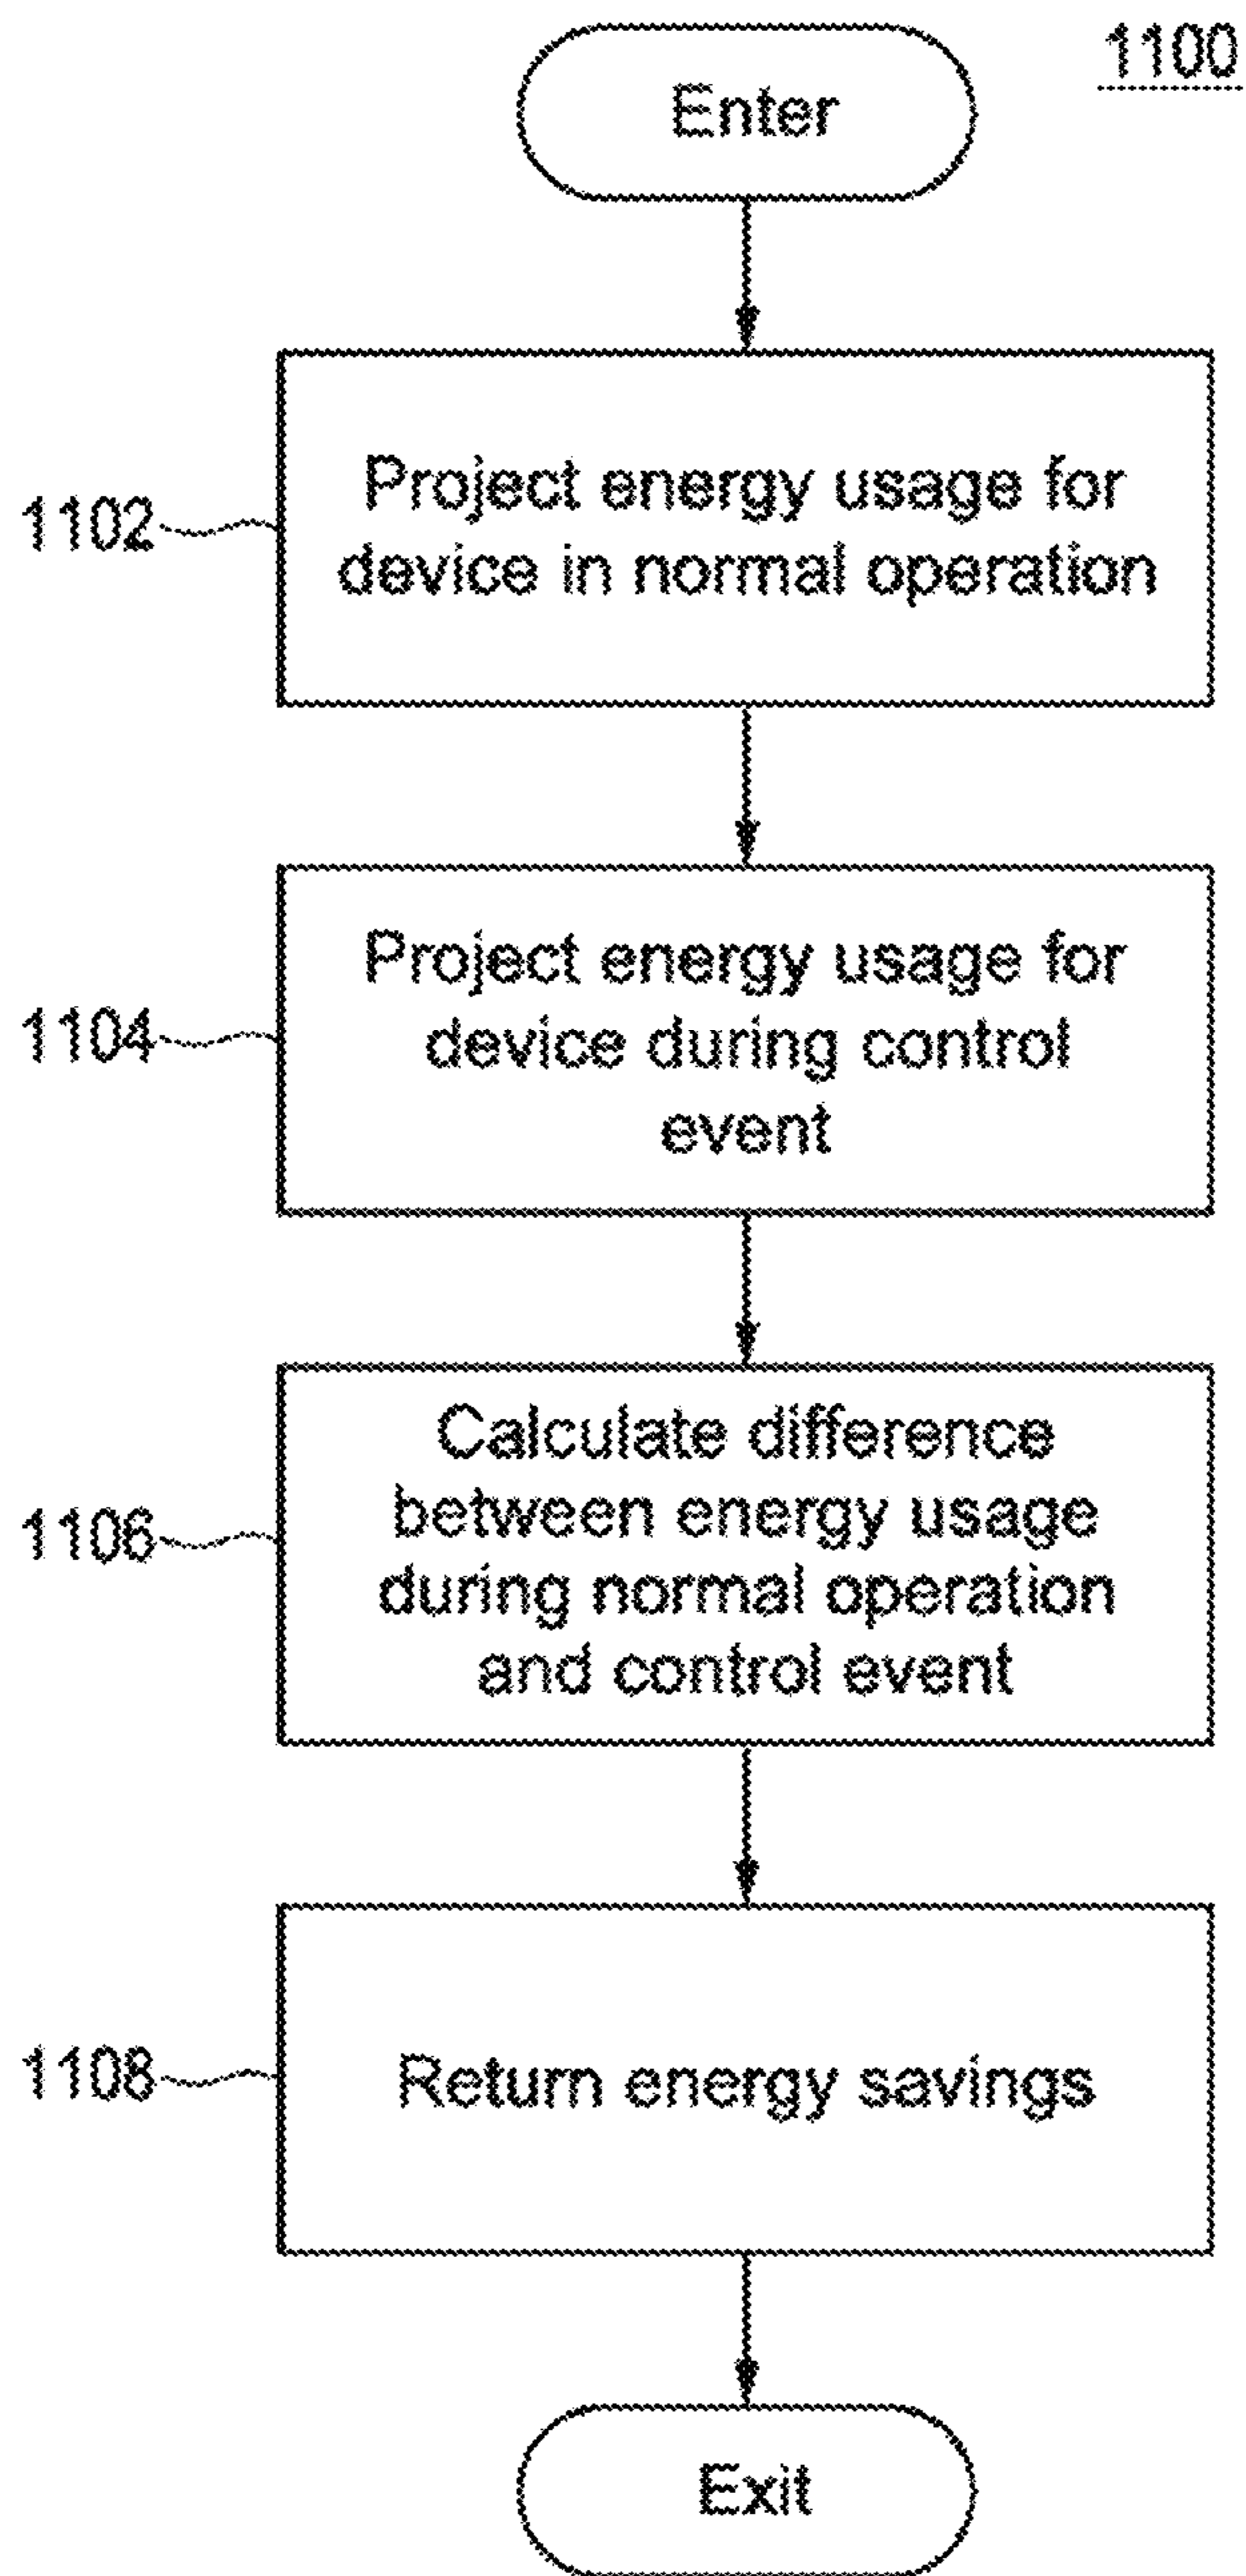 1100
Enter
Project energy usage for
device in normal operation
1102
Project energy usage for
device during control
event
1104
Calculate difference
between energy usage
during normal operation
and control event
1106
Return energy savings
1108
Exit